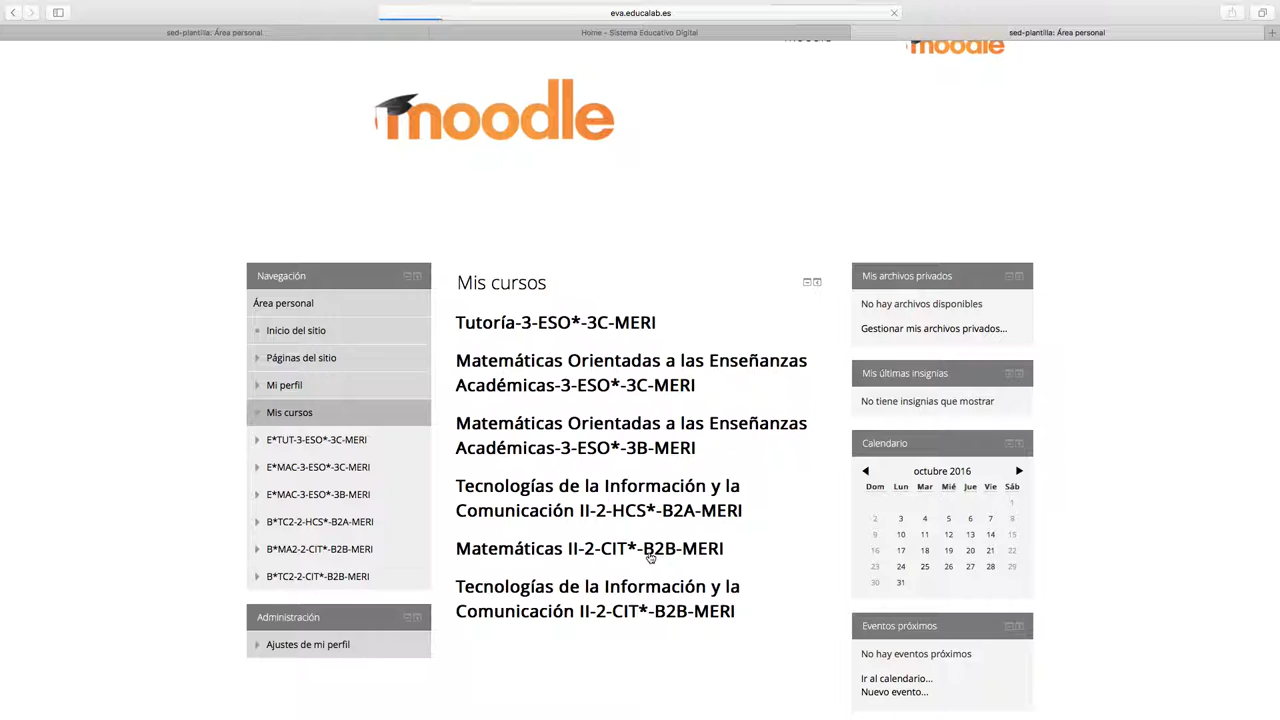 eva.educalab.es
sed-plantilla: Área personal
Home - Sistema Educativo Digital
sed-plantilla: Área personal
moodle
moodle
Navegación
Área personal
Inicio del sitio
Páginas del sitio
Mi perfil
Mis cursos
E*TUT-3-ESO*-3C-MERI
E*MAC-3-ESO*-3C-MERI
E*MAC-3-ESO*-3B-MERI
B*TC2-2-HCS*-B2A-MERI
B*MA2-2-CIT*-B2B-MERI
B*TC2-2-CIT*-B2B-MERI
Administración
Ajustes de mi perfil
Mis cursos
Tutoría-3-ESO*-3C-MERI
Matemáticas Orientadas a las Enseñanzas
Académicas-3-ESO*-3C-MERI
Matemáticas Orientadas a las Enseñanzas
Académicas-3-ESO*-3B-MERI
Tecnologías de la Información y la
Comunicación II-2-HCS*-B2A-MERI
Matemáticas II-2-CIT*-B2B-MERI
Tecnologías de la Información y la
Comunicación II-2-CIT*-B2B-MERI
Mis archivos privados
No hay archivos disponibles
Gestionar mis archivos privados...
Mis últimas insignias
No tiene insignias que mostrar
Calendario
octubre 2016
Dom Lun Mar Mié Jue Vie Sáb
1
2 3 4 5 6 7 8
9 10 11 12 13 14 15
16 17 18 19 20 21 22
23 24 25 26 27 28 29
30 31
Eventos próximos
No hay eventos próximos
Ir al calendario...
Nuevo evento...